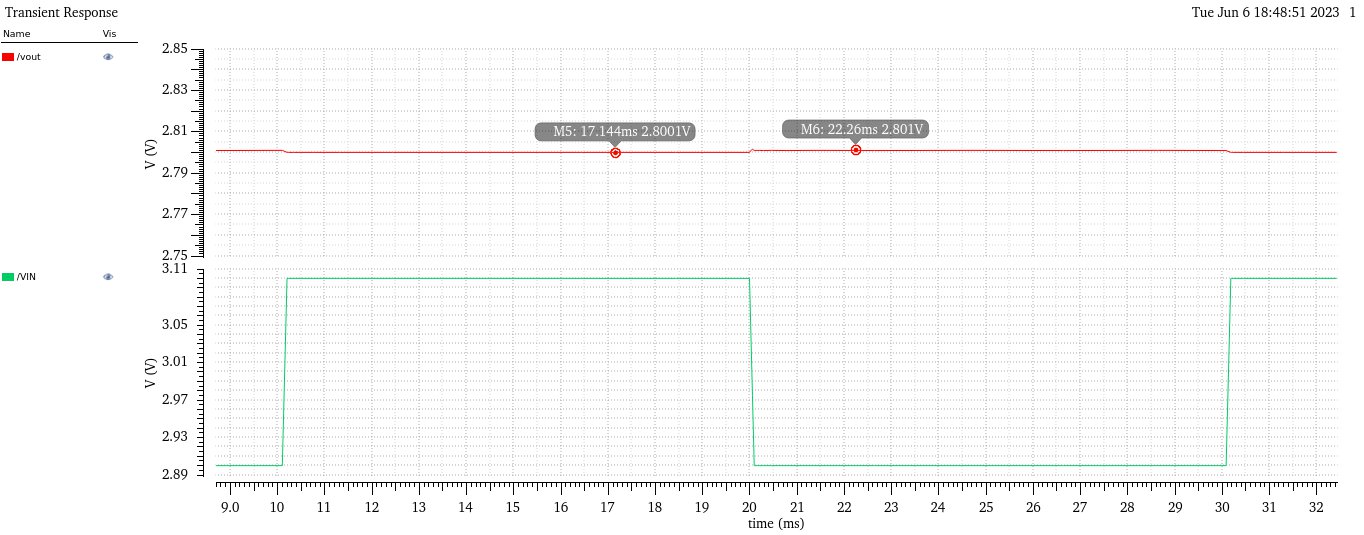 Transient Response
Tue Jun 6 18:48:51 2023 1
Name Vis
/vout
2.85
2.83
2.81
2.79
2.77
2.75
V (V)
M5: 17.144ms 2.8001V
M6: 22.26ms 2.801V
/VIN
3.11
3.05
3.01
2.97
2.93
2.89
V (V)
9.0 10 11 12 13 14 15 16 17 18 19 20 21 22 23 24 25 26 27 28 29 30 31 32
time (ms)